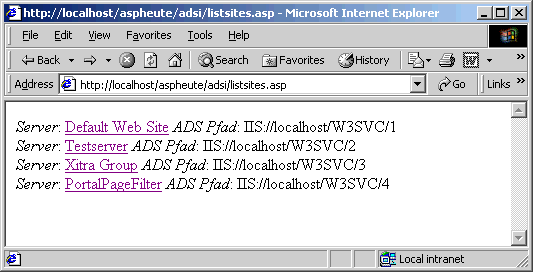 http://localhost/aspheute/adsi/listsites.asp - Microsoft Internet Explorer
File Edit View Favorites Tools Help
Back Search Favorites History
Address http://localhost/aspheute/adsi/listsites.asp Go Links
Server: Default Web Site ADS Pfad: IIS://localhost/W3SVC/1
Server: Testserver ADS Pfad: IIS://localhost/W3SVC/2
Server: Xitra Group ADS Pfad: IIS://localhost/W3SVC/3
Server: PortalPageFilter ADS Pfad: IIS://localhost/W3SVC/4
Local intranet